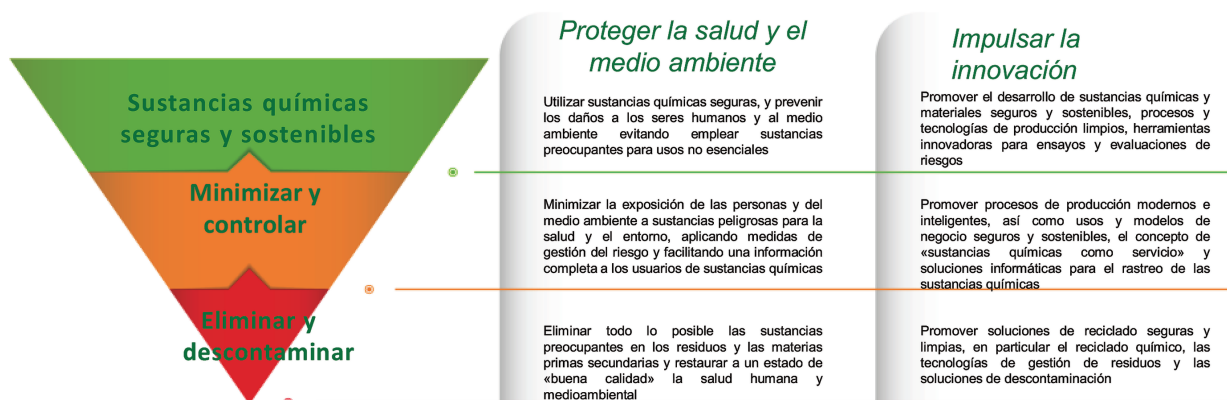 Sustancias químicas
seguras y sostenibles
Minimizar y
controlar
Eliminar y
descontaminar
Proteger la salud y el
medio ambiente
Utilizar sustancias químicas seguras, y prevenir
los daños a los seres humanos y al medio
ambiente evitando emplear sustancias
preocupantes para usos no esenciales
Minimizar la exposición de las personas y del
medio ambiente a sustancias peligrosas para la
salud y el entorno, aplicando medidas de
gestión del riesgo y facilitando una información
completa a los usuarios de sustancias químicas
Eliminar todo lo posible las sustancias
preocupantes en los residuos y las materias
primas secundarias y restaurar a un estado de
«buena calidad» la salud humana y
medioambiental
Impulsar la
innovación
Promover el desarrollo de sustancias químicas y
materiales seguros y sostenibles, procesos y
tecnologías de producción limpios, herramientas
innovadoras para ensayos y evaluaciones de
riesgos
Promover procesos de producción modernos e
inteligentes, así como usos y modelos de
negocio seguros y sostenibles, el concepto de
«sustancias químicas como servicio» y
soluciones informáticas para el rastreo de las
sustancias químicas
Promover soluciones de reciclado seguras y
limpias, en particular el reciclado químico, las
tecnologías de gestión de residuos y las
soluciones de descontaminación